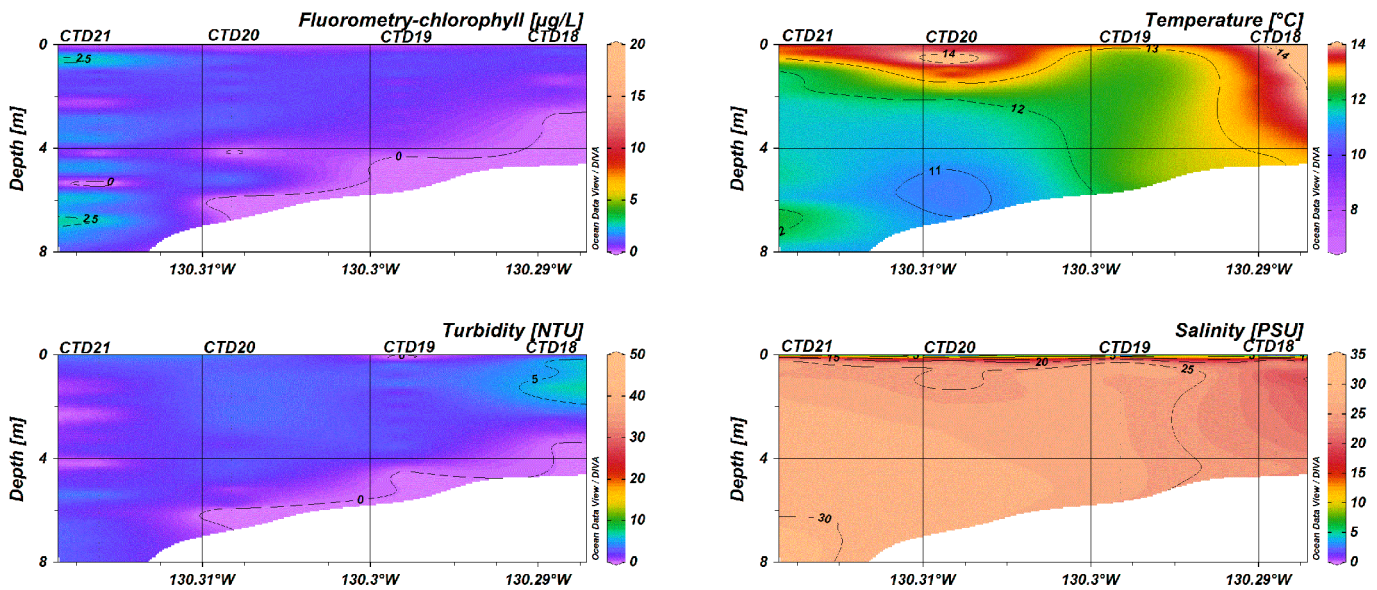 Fluorometry-chlorophyll [µg/L]
CTD21 CTD20 CTD19 CTD18
Depth [m]
0
4
8
2.5
0
0
2.5
130.31°W 130.3°W 130.29°W
20
15
10
5
0
Ocean Data View / DIVA
Temperature [°C]
CTD21 CTD20 CTD19 CTD18
Depth [m]
0
4
8
14
13
14
12
11
2
130.31°W 130.3°W 130.29°W
14
12
10
8
Ocean Data View / DIVA
Turbidity [NTU]
CTD21 CTD20 CTD19 CTD18
Depth [m]
0
4
8
0
5
0
130.31°W 130.3°W 130.29°W
50
40
30
20
10
0
Ocean Data View / DIVA
Salinity [PSU]
CTD21 CTD20 CTD19 CTD18
Depth [m]
0
4
8
15 5 20 5 25
30
130.31°W 130.3°W 130.29°W
35
30
25
20
15
10
5
0
Ocean Data View / DIVA